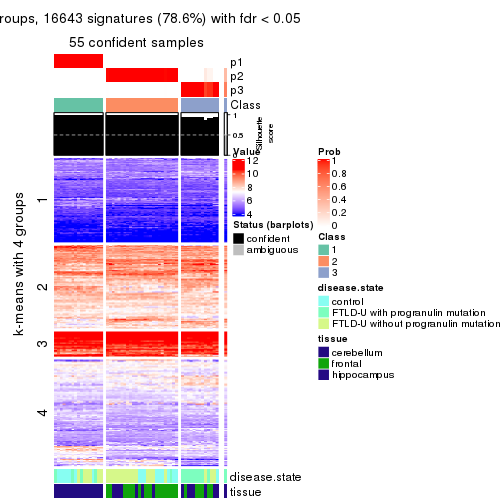 roups, 16643 signatures (78.6%) with fdr < 0.05
55 confident samples
p1
p2
p3
Class
1
0.5
0
Silhouette
score
k-means with 4 groups
1
2
3
4
disease.state
tissue
Value
12
10
8
6
4
Status (barplots)
confident
ambiguous
Prob
1
0.8
0.6
0.4
0.2
0
Class
1
2
3
disease.state
control
FTLD-U with progranulin mutation
FTLD-U without progranulin mutation
tissue
cerebellum
frontal
hippocampus